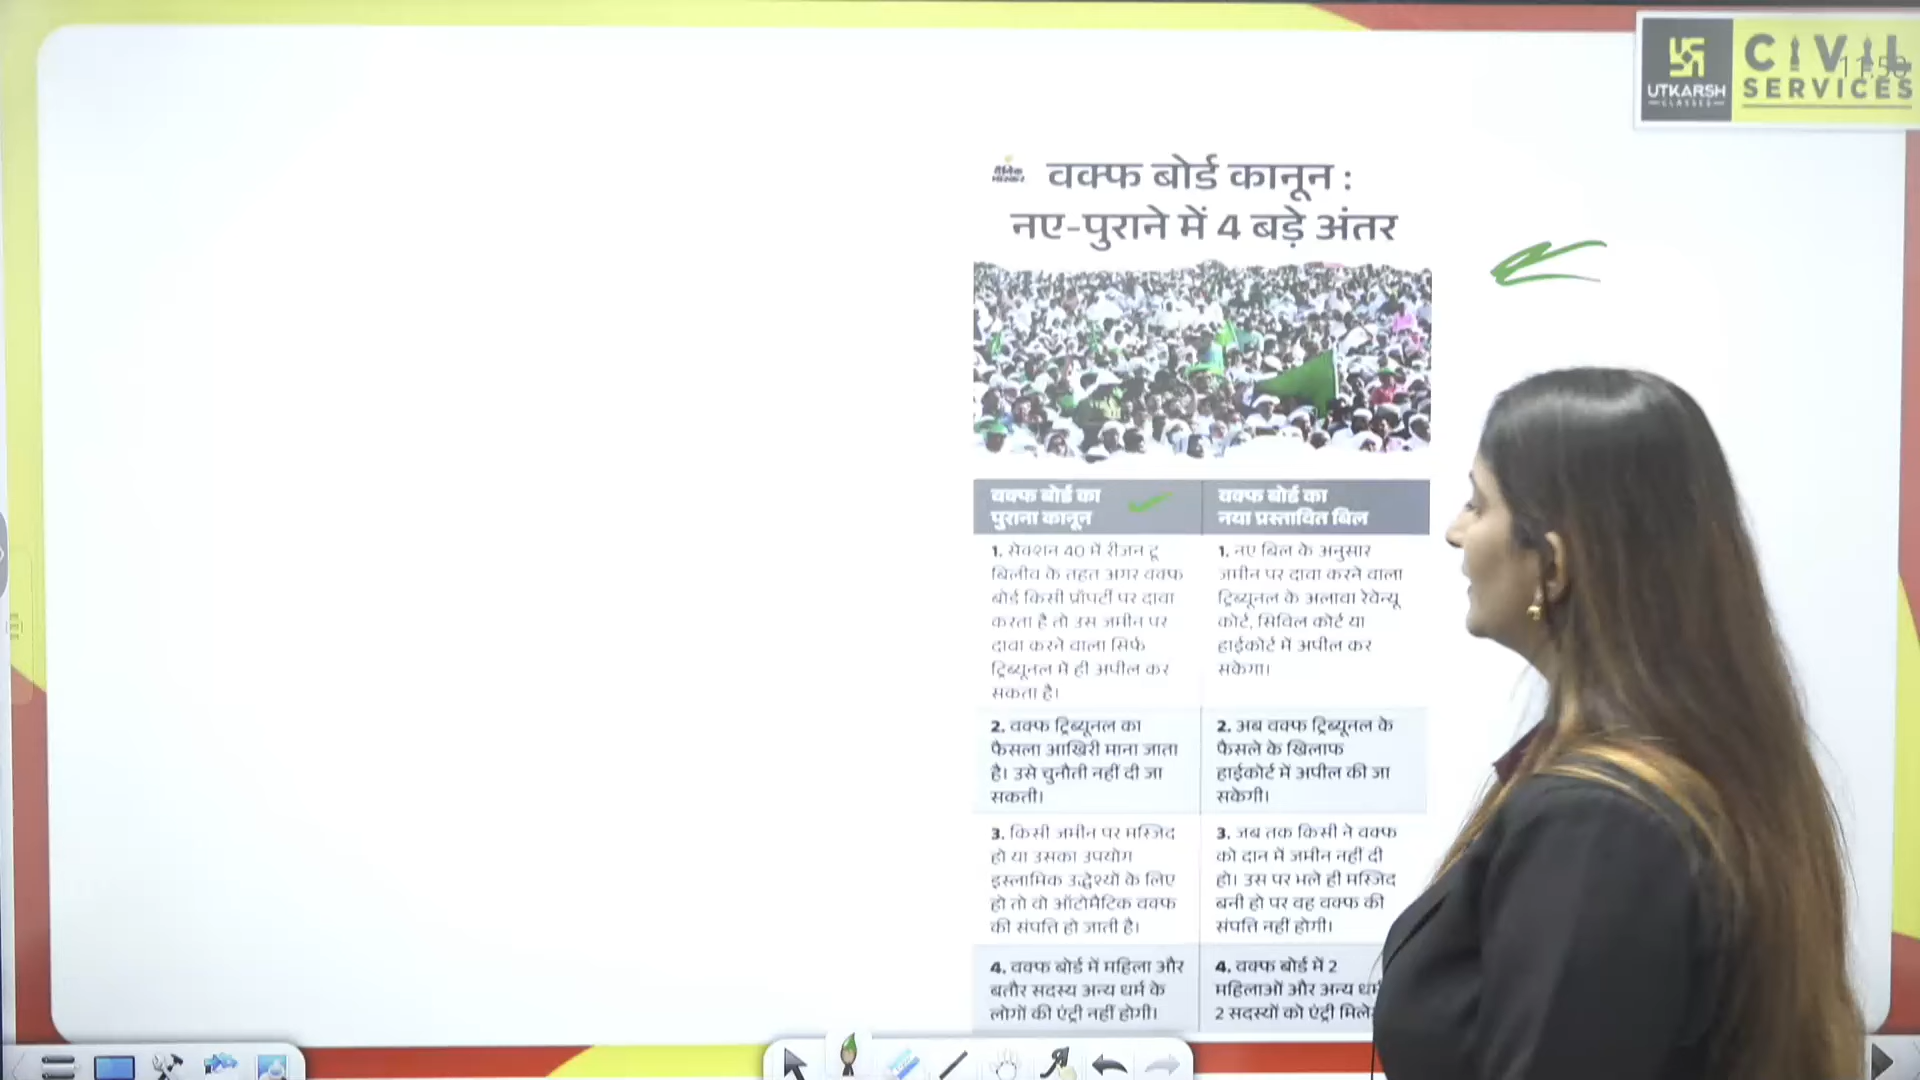 UTKARSH
CLASSES
CIVIL
SERVICES
11:50
दैनिक
भास्कर
वक्फ बोर्ड कानून :
नए-पुराने में 4 बड़े अंतर
वक्फ बोर्ड का
पुराना कानून
1. सेक्शन 40 में रीजन टू
बिलीव के तहत अगर वक्फ
बोर्ड किसी प्रॉपर्टी पर दावा
करता है तो उस जमीन पर
दावा करने वाला सिर्फ
ट्रिब्यूनल में ही अपील कर
सकता है।
2. वक्फ ट्रिब्यूनल का
फैसला आखिरी माना जाता
है। उसे चुनौती नहीं दी जा
सकती।
3. किसी जमीन पर मस्जिद
हो या उसका उपयोग
इस्लामिक उद्धेश्यों के लिए
हो तो वो ऑटोमैटिक वक्फ
की संपत्ति हो जाती है।
4. वक्फ बोर्ड में महिला और
बतौर सदस्य अन्य धर्म के
लोगों की एंट्री नहीं होगी।
वक्फ बोर्ड का
नया प्रस्तावित बिल
1. नए बिल के अनुसार
जमीन पर दावा करने वाला
ट्रिब्यूनल के अलावा रेवेन्यू
कोर्ट, सिविल कोर्ट या
हाईकोर्ट में अपील कर
सकेगा।
2. अब वक्फ ट्रिब्यूनल के
फैसले के खिलाफ
हाईकोर्ट में अपील की जा
सकेगी।
3. जब तक किसी ने वक्फ
को दान में जमीन नहीं दी
हो। उस पर भले ही मस्जिद
बनी हो पर वह वक्फ की
संपत्ति नहीं होगी।
4. वक्फ बोर्ड में 2
महिलाओं और अन्य धर्म
2 सदस्यों को एंट्री मिले